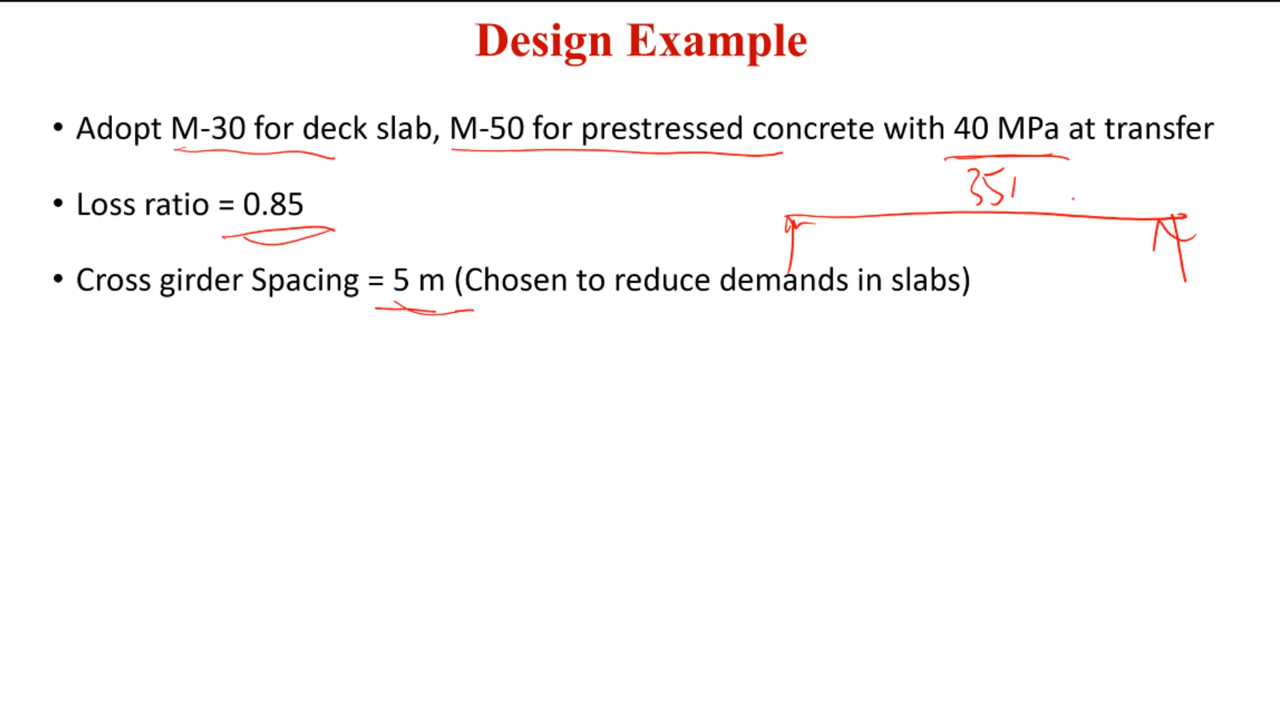 Design Example
• Adopt M-30 for deck slab, M-50 for prestressed concrete with 40 MPa at transfer
• Loss ratio = 0.85
• Cross girder Spacing = 5 m (Chosen to reduce demands in slabs)